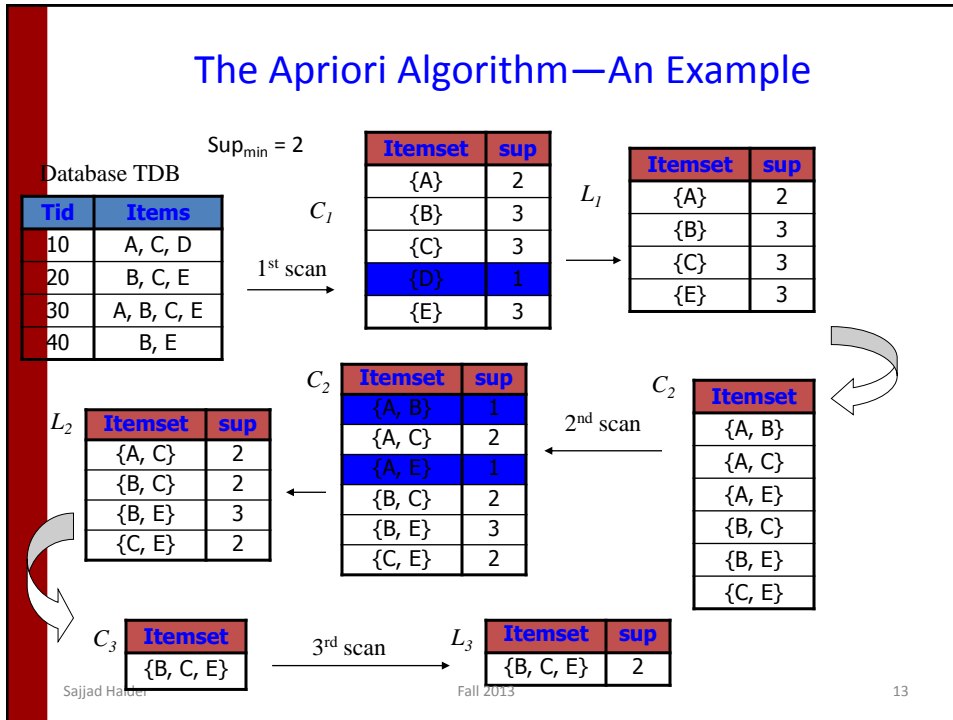 The Apriori Algorithm—An Example
Sup_min = 2
Database TDB
Tid Items
10 A, C, D
20 B, C, E
30 A, B, C, E
40 B, E
1st scan
C1
Itemset sup
{A} 2
{B} 3
{C} 3
{D} 1
{E} 3
L1
Itemset sup
{A} 2
{B} 3
{C} 3
{E} 3
C2
Itemset
{A, B}
{A, C}
{A, E}
{B, C}
{B, E}
{C, E}
2nd scan
C2
Itemset sup
{A, B} 1
{A, C} 2
{A, E} 1
{B, C} 2
{B, E} 3
{C, E} 2
L2
Itemset sup
{A, C} 2
{B, C} 2
{B, E} 3
{C, E} 2
C3
Itemset
{B, C, E}
3rd scan
L3
Itemset sup
{B, C, E} 2
Sajjad Haider
Fall 2013
13